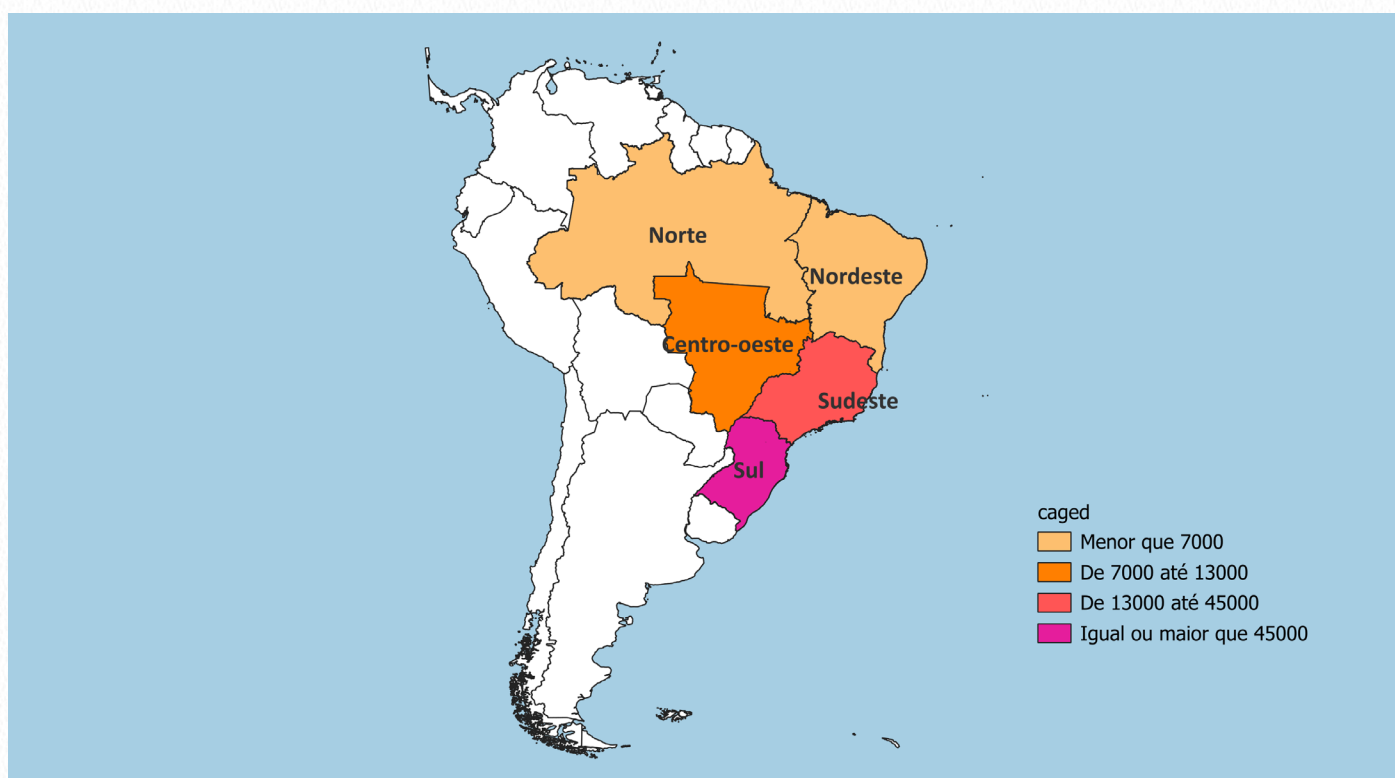 Norte
Nordeste
Centro-oeste
Sudeste
Sul
caged
Menor que 7000
De 7000 até 13000
De 13000 até 45000
Igual ou maior que 45000